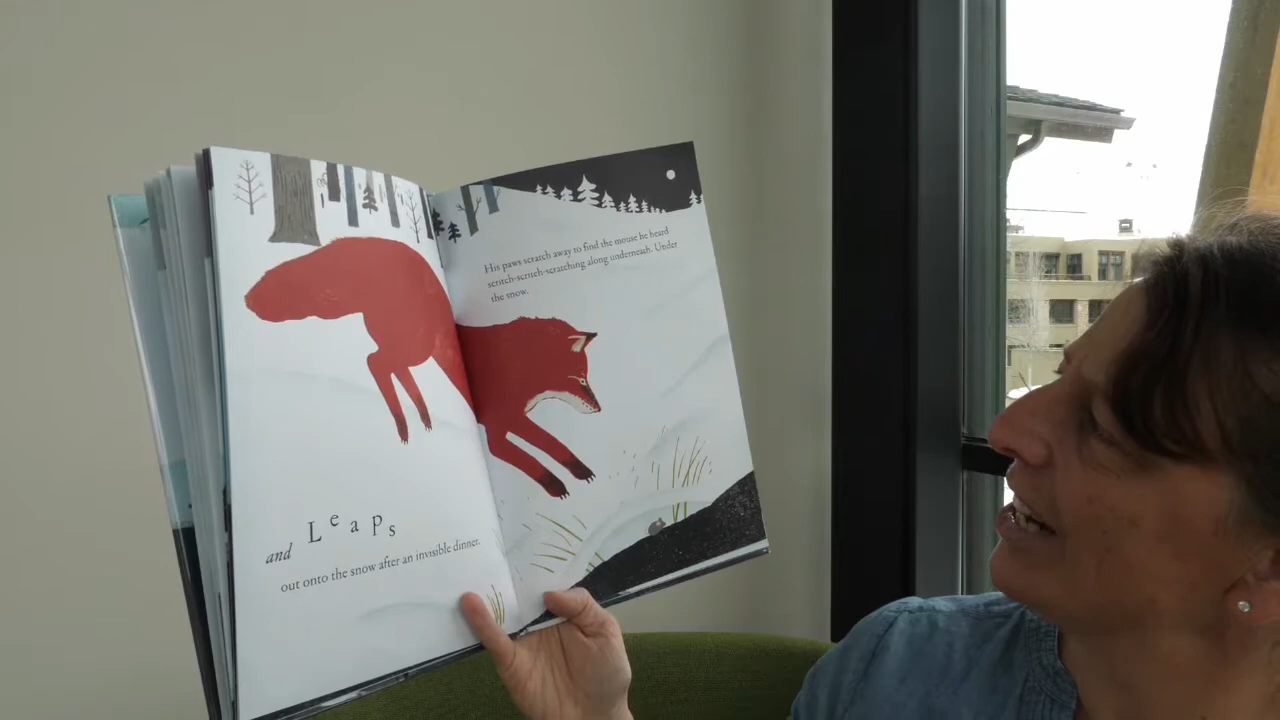 and Leaps
out onto the snow after an invisible dinner.
His paws scratch away to find the mouse he heard
scritch-scritch-scratching along underneath. Under
the snow.